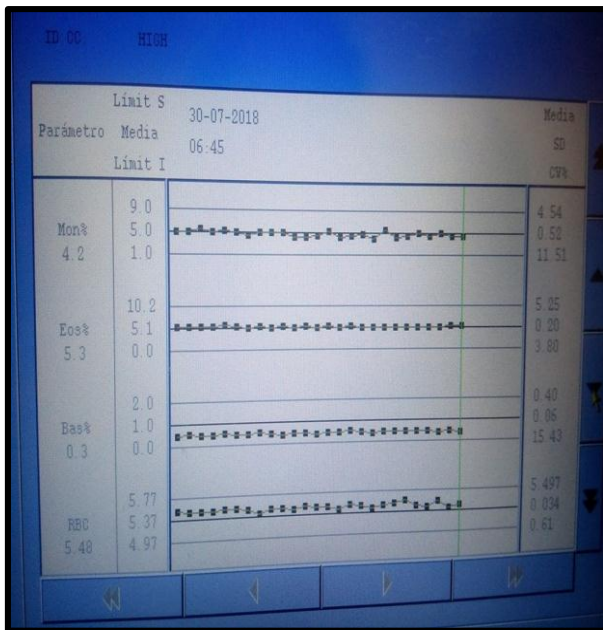 ID CC HIGH
Límit S
Parámetro Media
Límit I
30-07-2018
06:45
Media
SD
CV%
9.0
Mon% 5.0
4.2 1.0
4.54
0.52
11.51
10.2
Eos% 5.1
5.3 0.0
5.25
0.20
3.80
2.0
Bas% 1.0
0.3 0.0
0.40
0.06
15.43
5.77
RBC 5.37
5.48 4.97
5.497
0.034
0.61